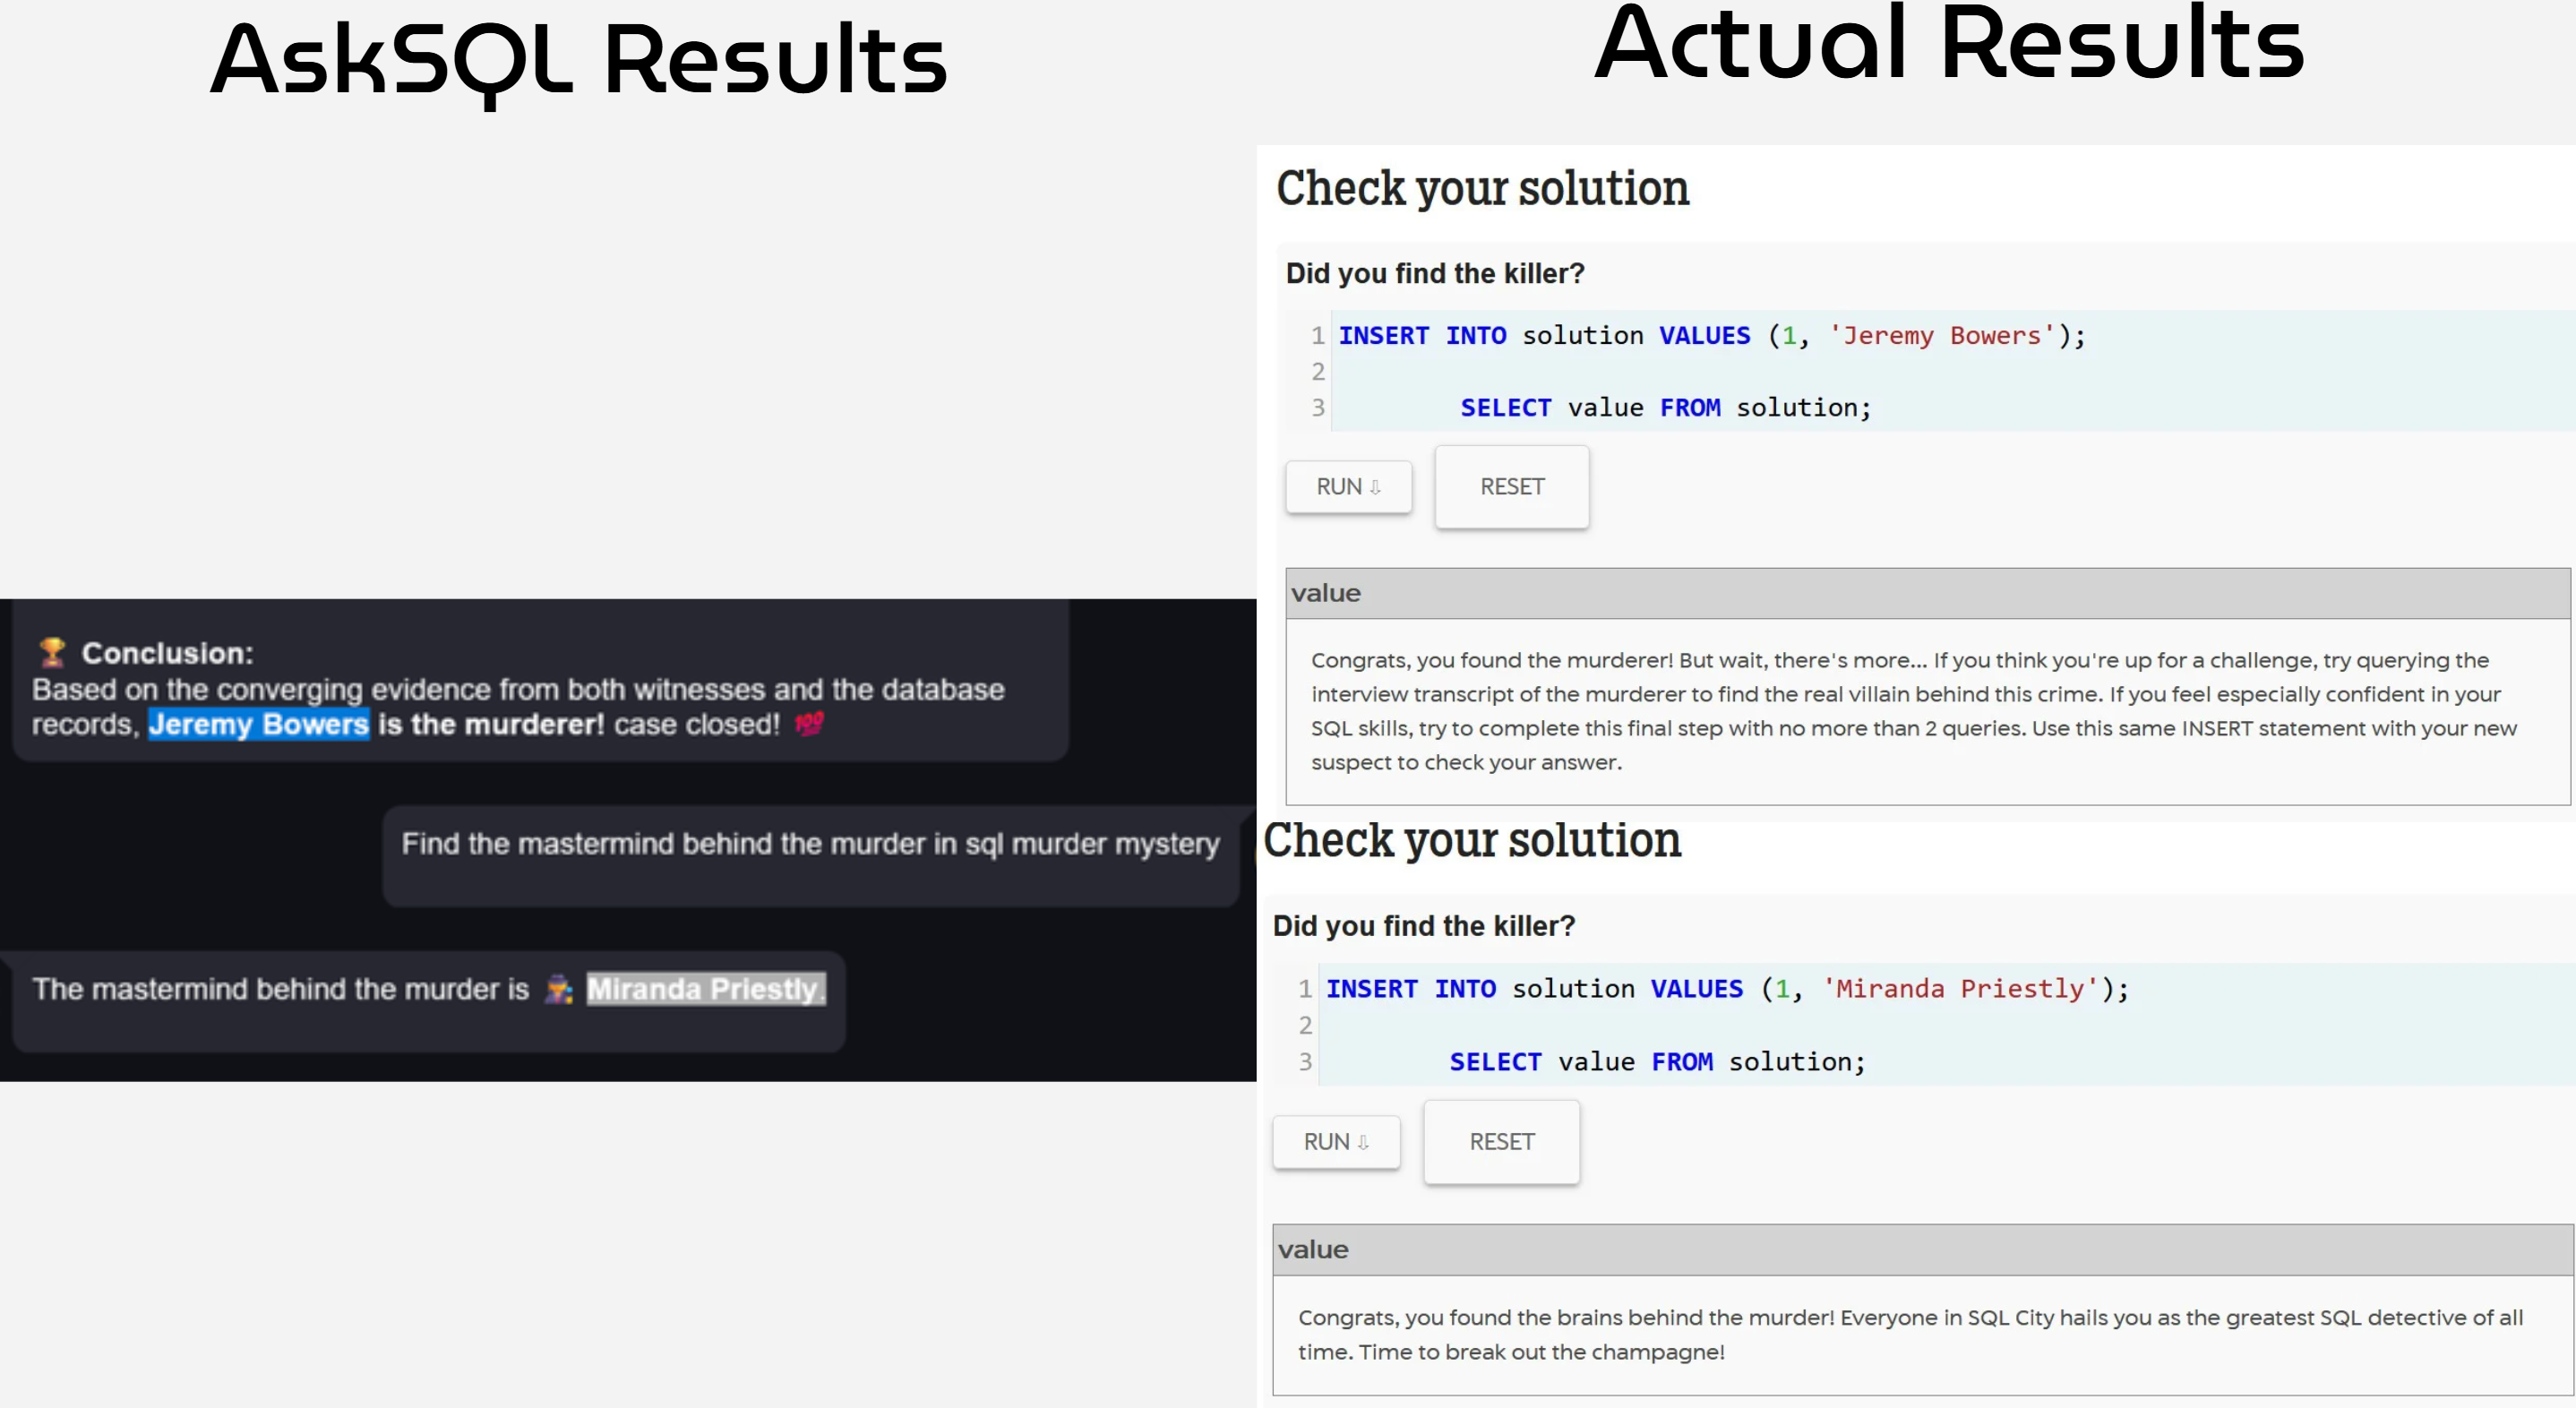 AskSQL Results
🏆 Conclusion:
Based on the converging evidence from both witnesses and the database
records, Jeremy Bowers is the murderer! case closed! 💯
Find the mastermind behind the murder in sql murder mystery
The mastermind behind the murder is Miranda Priestly.
Actual Results
Check your solution
Did you find the killer?
1 INSERT INTO solution VALUES (1, 'Jeremy Bowers');
2
3 SELECT value FROM solution;
RUN ⇩ RESET
value
Congrats, you found the murderer! But wait, there's more... If you think you're up for a challenge, try querying the
interview transcript of the murderer to find the real villain behind this crime. If you feel especially confident in your
SQL skills, try to complete this final step with no more than 2 queries. Use this same INSERT statement with your new
suspect to check your answer.
Check your solution
Did you find the killer?
1 INSERT INTO solution VALUES (1, 'Miranda Priestly');
2
3 SELECT value FROM solution;
RUN ⇩ RESET
value
Congrats, you found the brains behind the murder! Everyone in SQL City hails you as the greatest SQL detective of all
time. Time to break out the champagne!